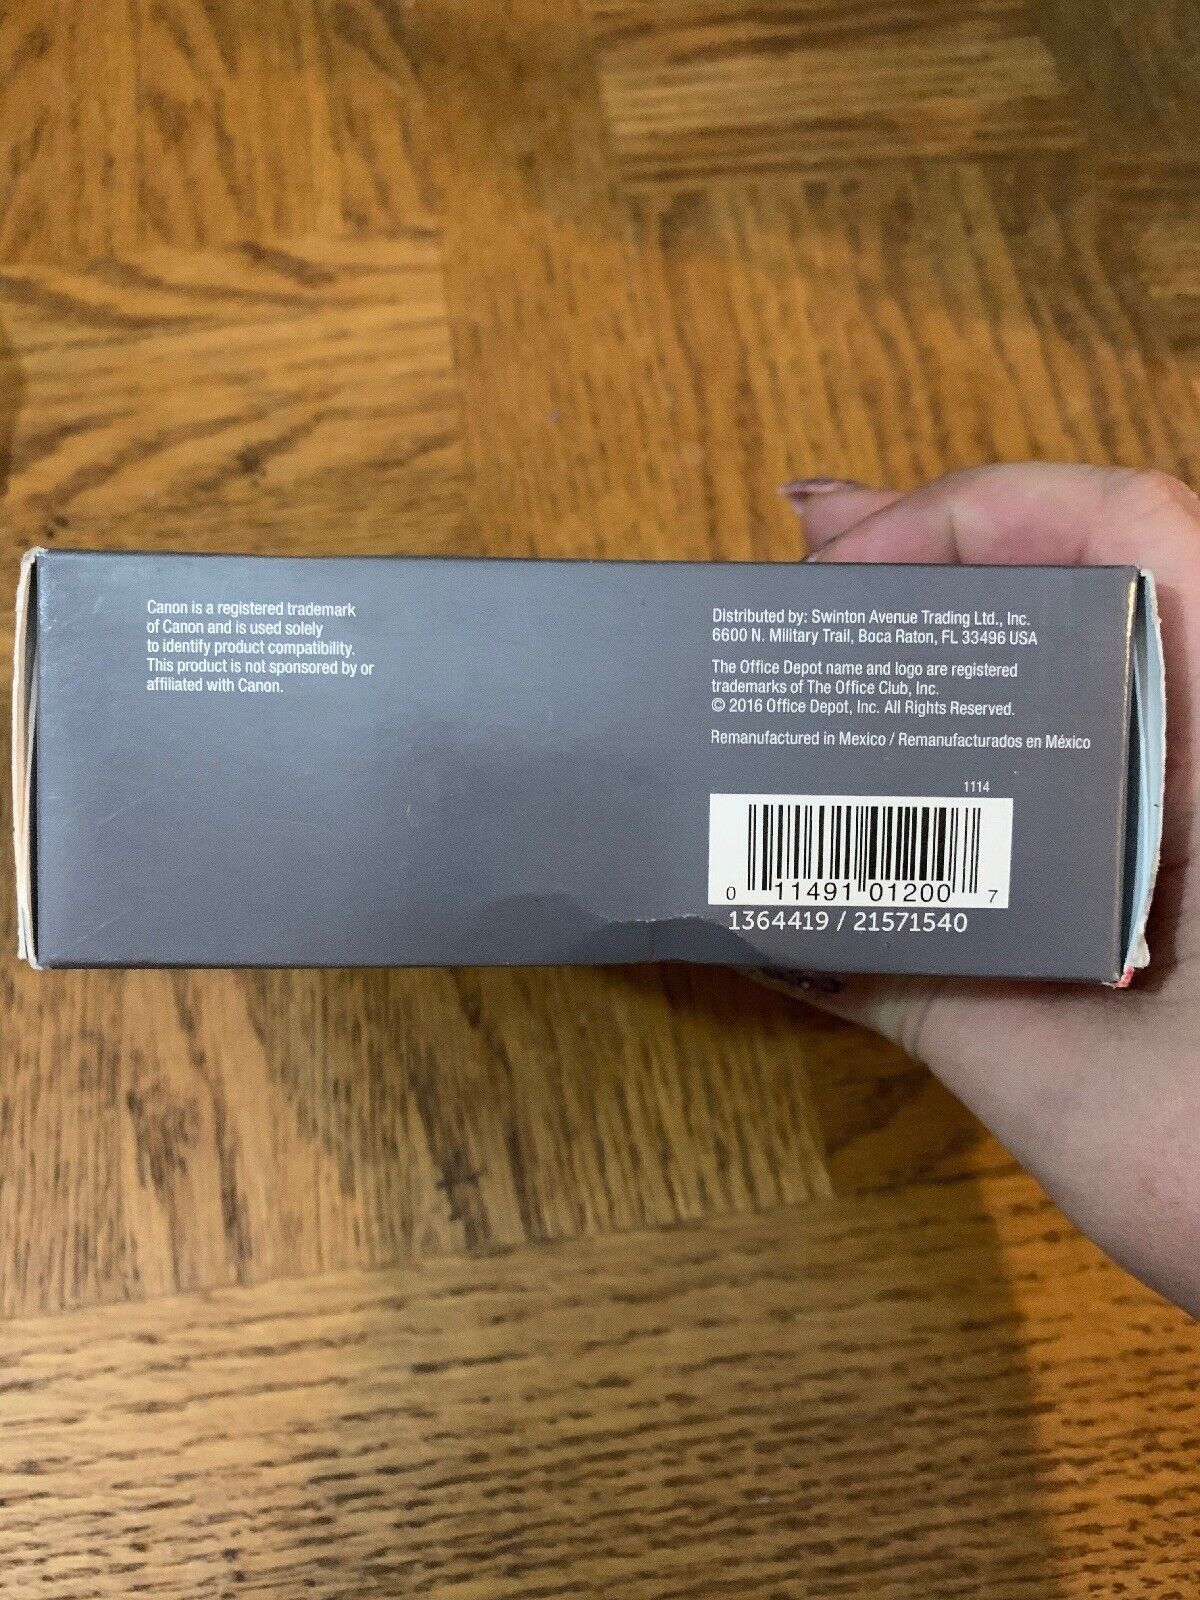 Canon is a registered trademark
of Canon and is used solely
to identify product compatibility.
This product is not sponsored by or
affiliated with Canon.
Distributed by: Swinton Avenue Trading Ltd., Inc.
6600 N. Military Trail, Boca Raton, FL 33496 USA
The Office Depot name and logo are registered
trademarks of The Office Club, Inc.
© 2016 Office Depot, Inc. All Rights Reserved.
Remanufactured in Mexico / Remanufacturados en México
1114
0 11491 01200 7
1364419 / 21571540